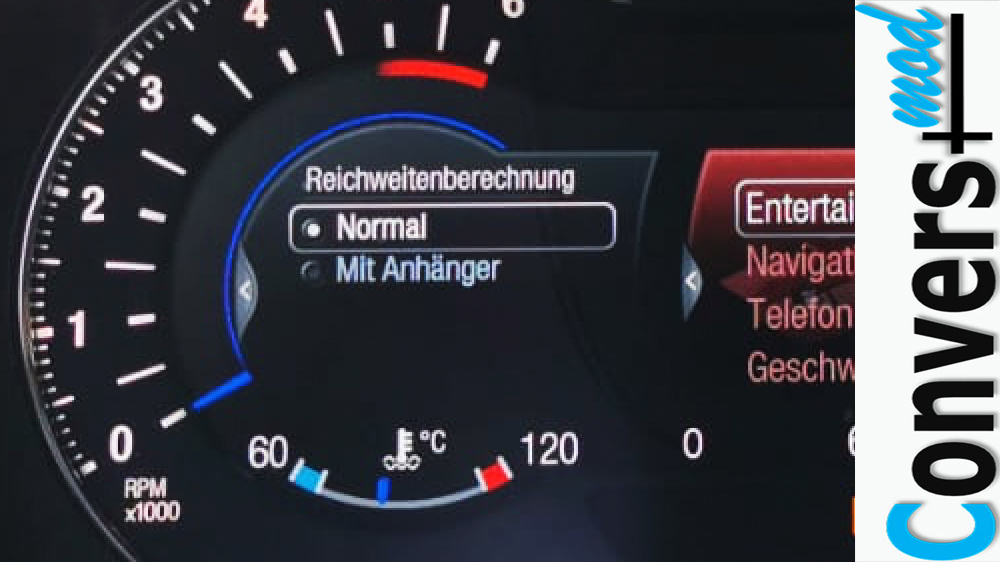 4
6
3
2
1
0
RPM
x1000
Reichweitenberechnung
Normal
Mit Anhänger
60
°C
120
<
<
Entertai
Navigat
Telefon
Geschw
0
6
Convers+
mod